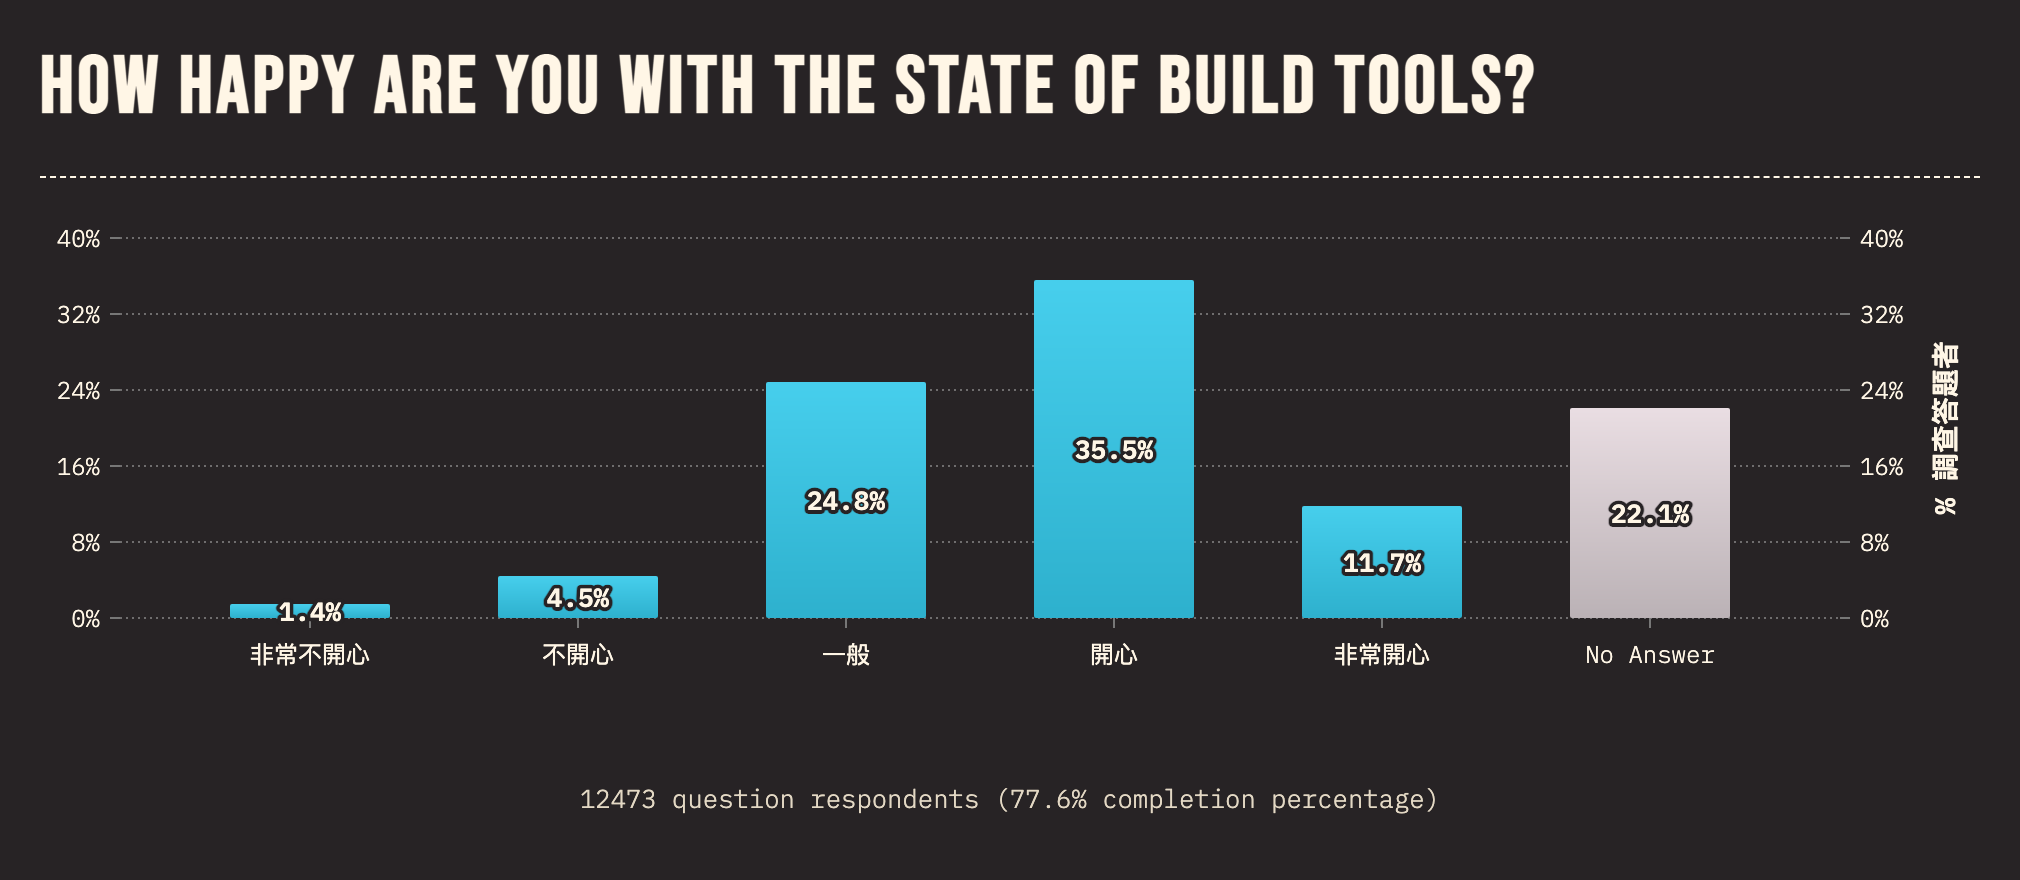 HOW HAPPY ARE YOU WITH THE STATE OF BUILD TOOLS?
40% 40%
32% 32%
24% 24%
16% 16%
8% 8%
0% 0%
% 調查答題者
1.4% 4.5% 24.8% 35.5% 11.7% 22.1%
非常不開心 不開心 一般 開心 非常開心 No Answer
12473 question respondents (77.6% completion percentage)